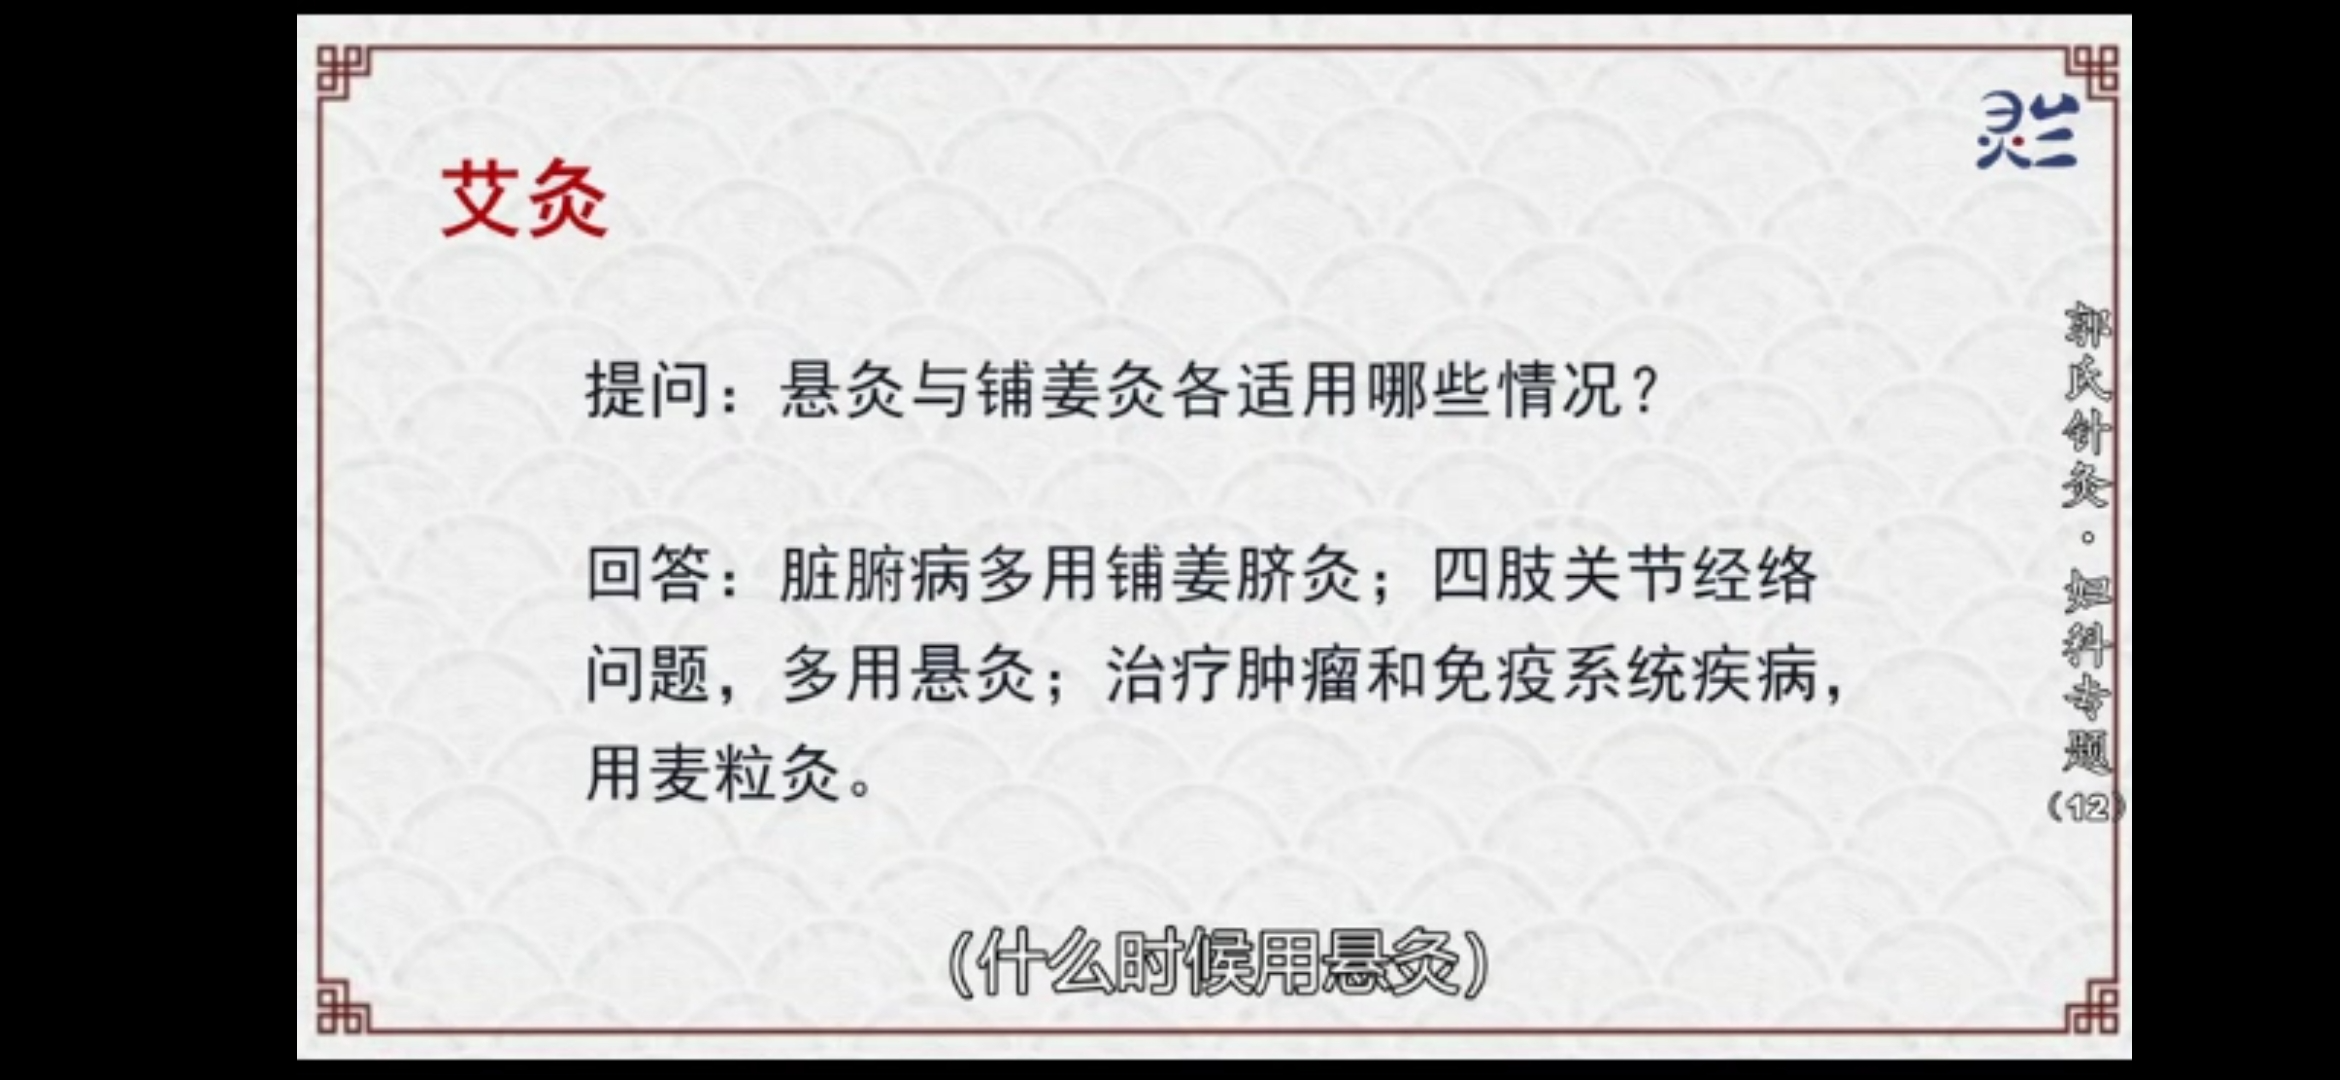 灵兰
艾灸
提问：悬灸与铺姜灸各适用哪些情况？
回答：脏腑病多用铺姜脐灸；四肢关节经络
问题，多用悬灸；治疗肿瘤和免疫系统疾病，
用麦粒灸。
（什么时候用悬灸）
郭氏针灸·妇科专题（12）